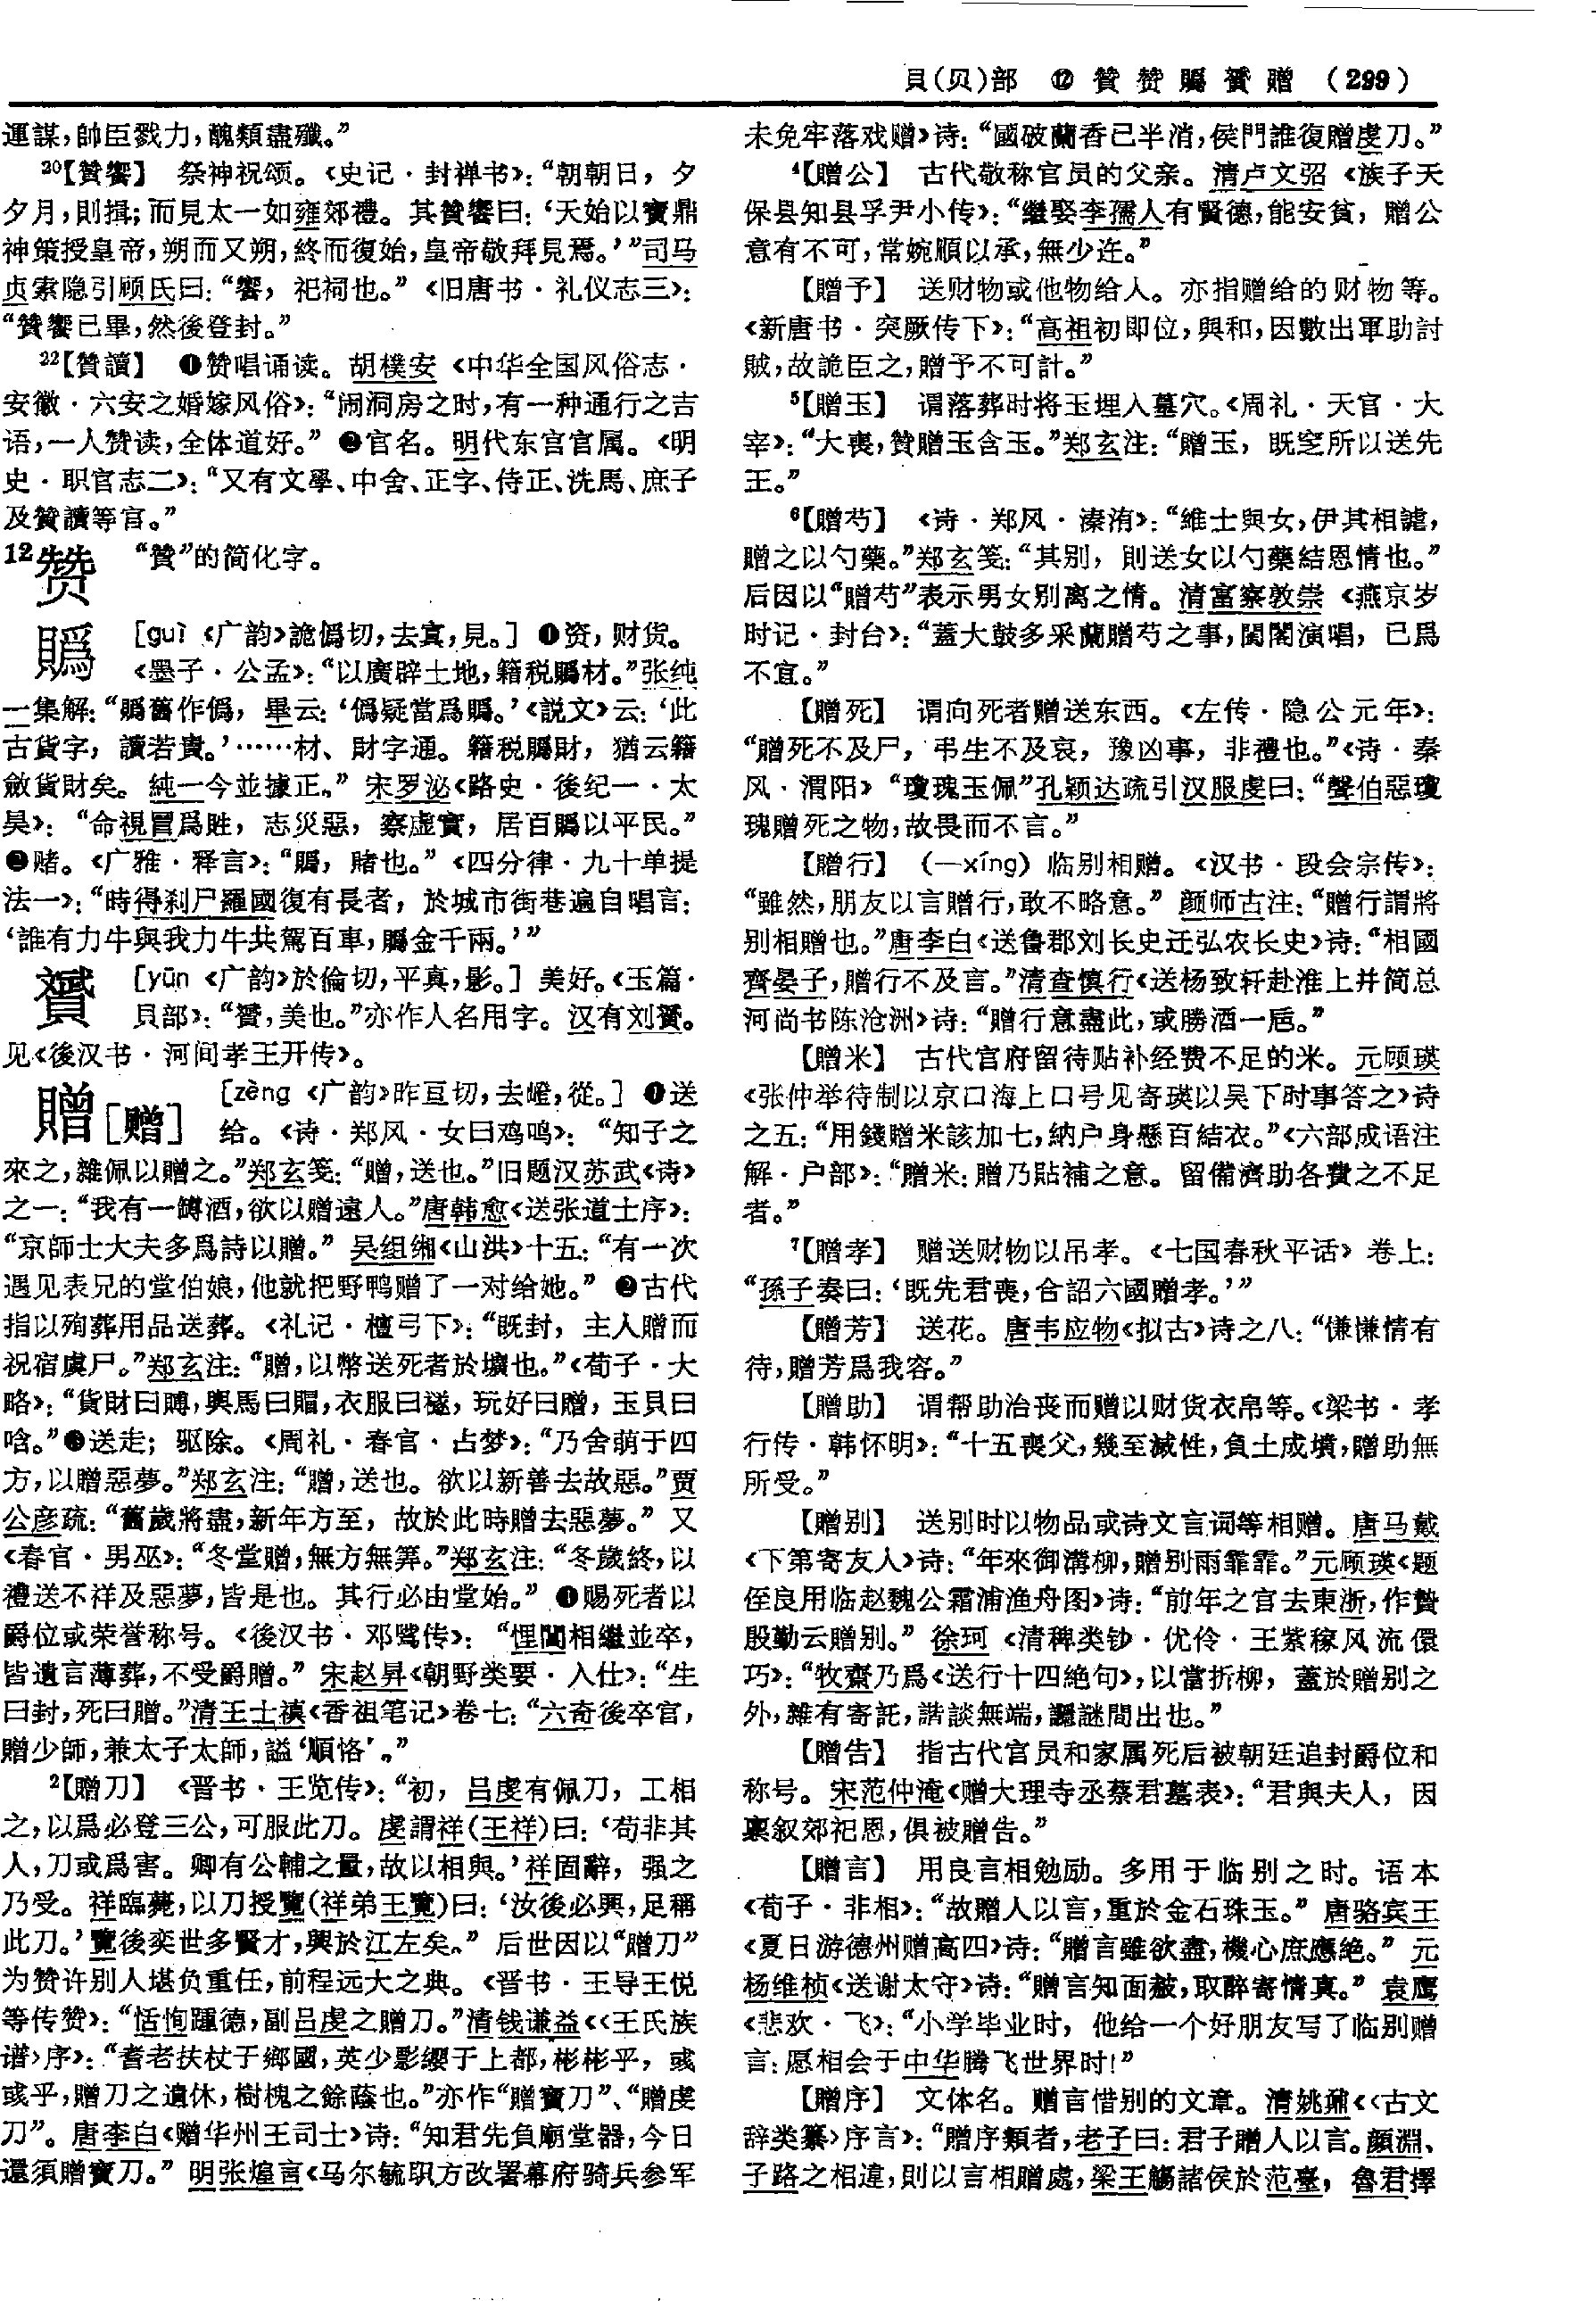 貝(贝)部 ⑫ 贊 赞 賵 贇 贈 (299)
運謀，帥臣戮力，醜類盡殲。”
20【贊饗】 祭神祝颂。《史记·封禅书》：“朝朝日，夕
夕月，則揖；而見太一如雍郊禮。其贊饗曰：‘天始以寶鼎
神策授皇帝，朔而又朔，終而復始，皇帝敬拜見焉。’”司马
贞索隐引顾氏曰：“饗，祀祠也。”《旧唐书·礼仪志三》：
“贊饗已畢，然後登封。”
22【贊讀】 ❶赞唱诵读。胡樸安《中华全国风俗志·
安徽·六安之婚嫁风俗》：“闹洞房之时，有一种通行之吉
语，一人赞读，全体道好。” ❷官名。明代东宫官属。《明
史·职官志二》：“又有文學、中舍、正字、侍正、洗馬、庶子
及贊讀等官。”
12赞 “贊”的简化字。
贋 [guì 《广韵》詭僞切，去寘，見。] ❶资，财货。
《墨子·公孟》：“以廣辟土地，籍税材。”张纯
一集解：“舊作僞，畢云：‘僞疑當爲。’《説文》云：‘此
古貨字，讀若貴。’……材、財字通。籍税財，猶云籍
斂貨財矣。純一今並據正。” 宋罗泌《路史·後纪一·太
昊》：“命視冒爲甡，志災惡，察虚實，居百以平民。”
❷赌。《广雅·释言》：“，賭也。”《四分律·九十单提
法一》：“時得刹尸羅國復有長者，於城市街巷遍自唱言：
‘誰有力牛與我力牛共駕百車，金千兩。’”
贇 [yūn 《广韵》於倫切，平真，影。] 美好。《玉篇·
貝部》：“贇，美也。”亦作人名用字。汉有刘贇。
见《後汉书·河间孝王开传》。
贈[赠] [zèng 《广韵》昨亘切，去嶝，從。] ❶送
给。《诗·郑风·女曰鸡鸣》：“知子之
來之，雜佩以贈之。”郑玄笺：“贈，送也。”旧题汉苏武《诗》
之一：“我有一罇酒，欲以贈遠人。”唐韩愈《送张道士序》：
“京師士大夫多爲詩以贈。” 吴组缃《山洪》十五：“有一次
遇见表兄的堂伯娘，他就把野鸭赠了一对给她。” ❷古代
指以殉葬用品送葬。《礼记·檀弓下》：“既封，主人贈而
祝宿虞尸。”郑玄注：“贈，以幣送死者於壙也。”《荀子·大
略》：“貨財曰賻，輿馬曰賵，衣服曰襚，玩好曰贈，玉貝曰
唅。”❸送走；驱除。《周礼·春官·占梦》：“乃舍萌于四
方，以贈惡夢。”郑玄注：“贈，送也。欲以新善去故惡。”贾
公彦疏：“舊歲將盡，新年方至，故於此時贈去惡夢。”又
《春官·男巫》：“冬堂贈，無方無筭。”郑玄注：“冬歲終，以
禮送不祥及惡夢，皆是也。其行必由堂始。” ❹赐死者以
爵位或荣誉称号。《後汉书·邓骘传》：“悝閶相繼並卒，
皆遺言薄葬，不受爵贈。” 宋赵昇《朝野类要·入仕》：“生
曰封，死曰贈。”清王士禛《香祖笔记》卷七：“六奇後卒官，
贈少師，兼太子太師，謚‘順恪’。”
2【贈刀】 《晋书·王览传》：“初，吕虔有佩刀，工相
之，以爲必登三公，可服此刀。虔謂祥(王祥)曰：‘苟非其
人，刀或爲害。卿有公輔之量，故以相與。’祥固辭，强之
乃受。祥臨薨，以刀授覽(祥弟王覽)曰：‘汝後必興，足稱
此刀。’覽後奕世多賢才，興於江左矣。” 后世因以“赠刀”
为赞许别人堪负重任，前程远大之典。《晋书·王导王悦
等传赞》：“恬恂踵德，副吕虔之贈刀。”清钱谦益《〈王氏族
谱〉序》：“耆老扶杖于鄉國，英少影纓于上都，彬彬乎，或
或乎，贈刀之遺休，樹槐之餘蔭也。”亦作“贈寶刀”、“贈虔
刀”。唐李白《赠华州王司士》诗：“知君先負廟堂器，今日
還須贈寶刀。” 明张煌言《马尔毓职方改署幕府骑兵参军
未免牢落戏赠》诗：“國破蘭香已半消，侯門誰復贈虔刀。”
4【贈公】 古代敬称官员的父亲。清卢文弨《族子天
保县知县孚尹小传》：“繼娶李孺人有賢德，能安貧，贈公
意有不可，常婉順以承，無少迕。”
【贈予】 送财物或他物给人。亦指赠给的财物等。
《新唐书·突厥传下》：“高祖初即位，與和，因數出軍助討
賊，故詭臣之，贈予不可計。”
5【贈玉】 谓落葬时将玉埋入墓穴。《周礼·天官·大
宰》：“大喪，贊贈玉含玉。”郑玄注：“贈玉，既窆所以送先
王。”
6【贈芍】 《诗·郑风·溱洧》：“維士與女，伊其相謔，
贈之以勺藥。”郑玄笺：“其别，則送女以勺藥結恩情也。”
后因以“贈芍”表示男女别离之情。清富察敦崇《燕京岁
时记·封台》：“蓋大鼓多采蘭贈芍之事，閨閣演唱，已爲
不宜。”
【贈死】 谓向死者赠送东西。《左传·隐公元年》：
“贈死不及尸，弔生不及哀，豫凶事，非禮也。”《诗·秦
风·渭阳》“瓊瑰玉佩”孔颖达疏引汉服虔曰：“聲伯惡瓊
瑰贈死之物，故畏而不言。”
【贈行】 (—xíng) 临别相赠。《汉书·段会宗传》：
“雖然，朋友以言贈行，敢不略意。” 颜师古注：“贈行謂將
别相贈也。”唐李白《送鲁郡刘长史迁弘农长史》诗：“相國
齊晏子，贈行不及言。”清查慎行《送杨致轩赴淮上并简总
河尚书陈沧洲》诗：“贈行意盡此，或勝酒一卮。”
【贈米】 古代官府留待贴补经费不足的米。元顾瑛
《张仲举待制以京口海上口号见寄瑛以吴下时事答之》诗
之五：“用錢贈米該加七，納户身懸百結衣。”《六部成语注
解·户部》：“贈米：贈乃貼補之意。留備濟助各費之不足
者。”
7【贈孝】 赠送财物以吊孝。《七国春秋平话》卷上：
“孫子奏曰：‘既先君喪，合詔六國贈孝。’”
【贈芳】 送花。唐韦应物《拟古》诗之八：“慊慊情有
待，贈芳爲我容。”
【贈助】 谓帮助治丧而赠以财货衣帛等。《梁书·孝
行传·韩怀明》：“十五喪父，幾至滅性，負土成墳，贈助無
所受。”
【贈别】 送别时以物品或诗文言词等相赠。唐马戴
《下第寄友人》诗：“年來御溝柳，贈别雨霏霏。”元顾瑛《题
侄良用临赵魏公霜浦渔舟图》诗：“前年之官去東浙，作贄
殷勤云贈别。” 徐珂《清稗类钞·优伶·王紫稼风流儇
巧》：“牧齋乃爲《送行十四絶句》，以當折柳，蓋於贈别之
外，雜有寄託，諧談無端，讔謎間出也。”
【贈告】 指古代官员和家属死后被朝廷追封爵位和
称号。宋范仲淹《赠大理寺丞蔡君墓表》：“君與夫人，因
禀叙郊祀恩，俱被贈告。”
【贈言】 用良言相勉励。多用于临别之时。语本
《荀子·非相》：“故贈人以言，重於金石珠玉。” 唐骆宾王
《夏日游德州赠高四》诗：“贈言雖欲盡，機心庶應絶。” 元
杨维桢《送谢太守》诗：“贈言知面赧，取醉寄情真。” 袁鹰
《悲欢·飞》：“小学毕业时，他给一个好朋友写了临别赠
言：愿相会于中华腾飞世界时！”
【贈序】 文体名。赠言惜别的文章。清姚鼐《〈古文
辞类纂〉序言》：“贈序類者，老子曰：君子贈人以言。顔淵、
子路之相違，則以言相贈處，梁王觴諸侯於范臺，魯君擇